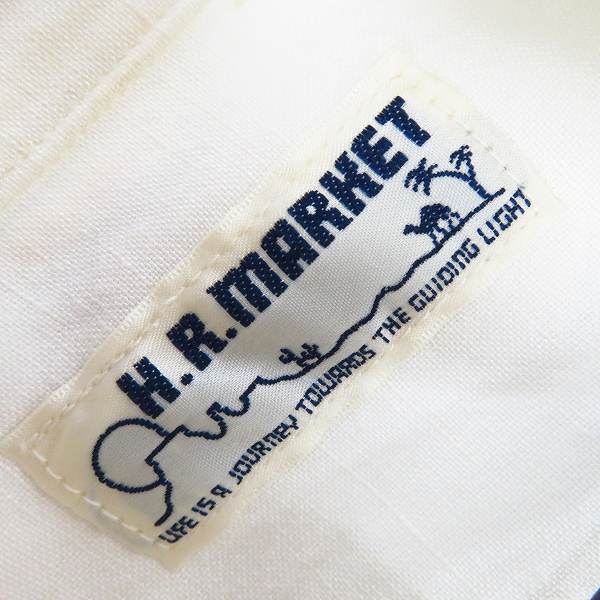 H.R.MARKET
LIFE IS A JOURNEY TOWARDS THE GUIDING LIGHT